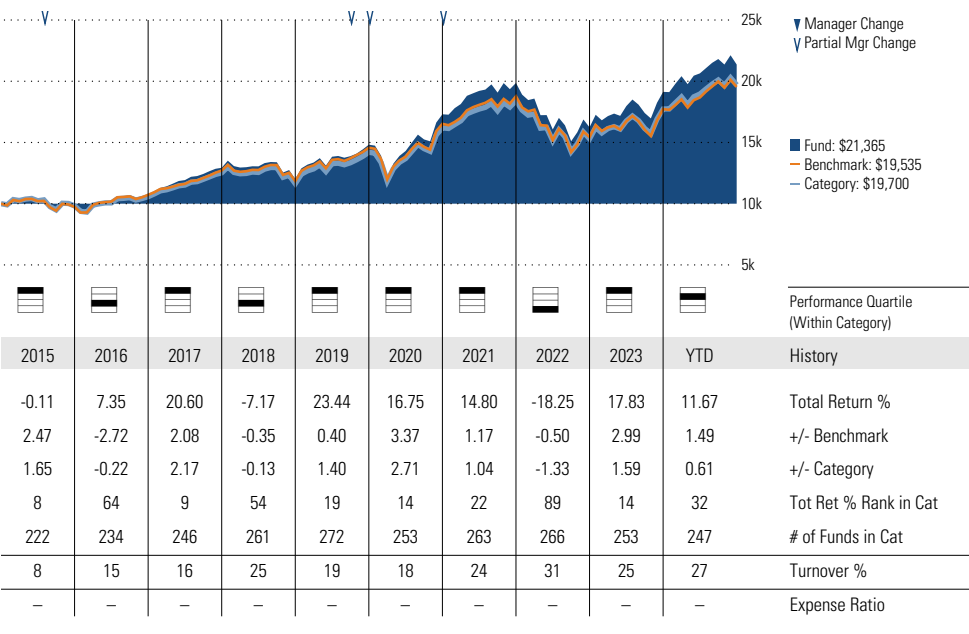 25k
20k
15k
10k
5k
Manager Change
Partial Mgr Change
Fund: $21,365
Benchmark: $19,535
Category: $19,700
Performance Quartile
(Within Category)
2015 2016 2017 2018 2019 2020 2021 2022 2023 YTD History
-0.11 7.35 20.60 -7.17 23.44 16.75 14.80 -18.25 17.83 11.67 Total Return %
2.47 -2.72 2.08 -0.35 0.40 3.37 1.17 -0.50 2.99 1.49 +/- Benchmark
1.65 -0.22 2.17 -0.13 1.40 2.71 1.04 -1.33 1.59 0.61 +/- Category
8 64 9 54 19 14 22 89 14 32 Tot Ret % Rank in Cat
222 234 246 261 272 253 263 266 253 247 # of Funds in Cat
8 15 16 25 19 18 24 31 25 27 Turnover %
– – – – – – – – – – Expense Ratio